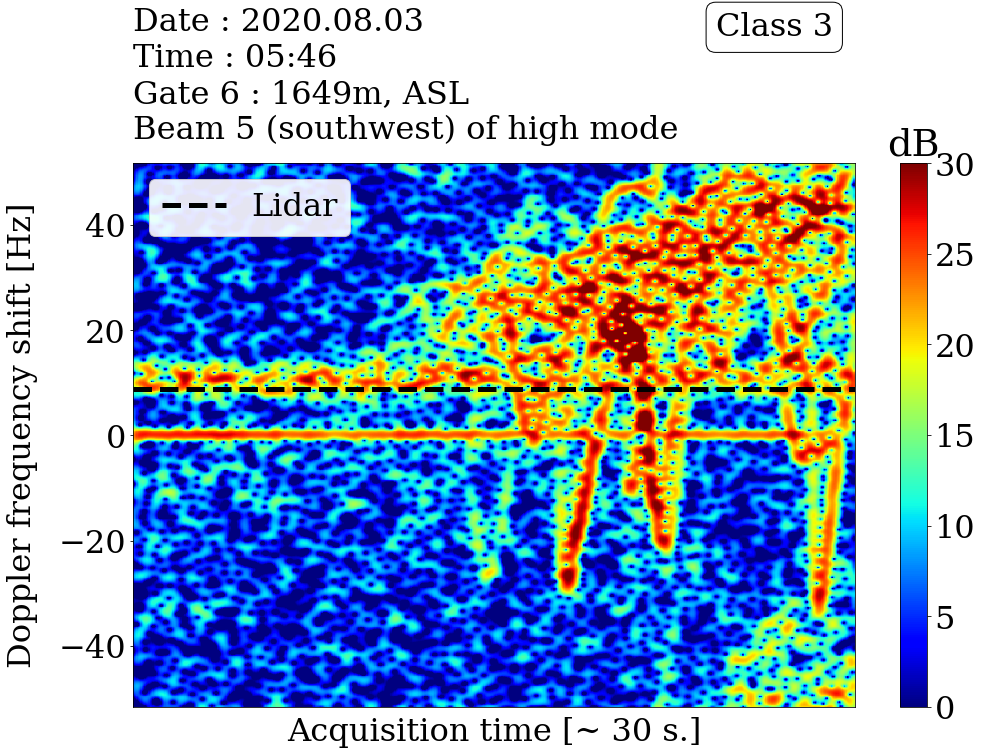 Date : 2020.08.03
Class 3
Time : 05:46
Gate 6 : 1649m, ASL
Beam 5 (southwest) of high mode
dB
Lidar
Doppler frequency shift [Hz]
40
20
0
−20
−40
30
25
20
15
10
5
0
Acquisition time [~ 30 s.]